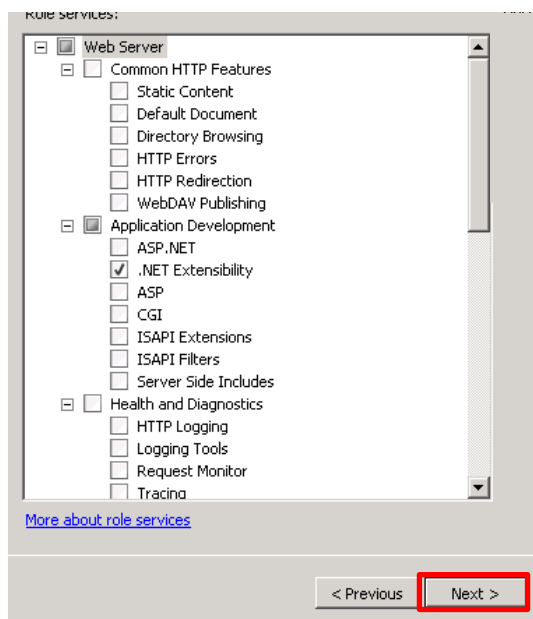 Role services:
Web Server
Common HTTP Features
Static Content
Default Document
Directory Browsing
HTTP Errors
HTTP Redirection
WebDAV Publishing
Application Development
ASP.NET
.NET Extensibility
ASP
CGI
ISAPI Extensions
ISAPI Filters
Server Side Includes
Health and Diagnostics
HTTP Logging
Logging Tools
Request Monitor
Tracing
More about role services
< Previous Next >